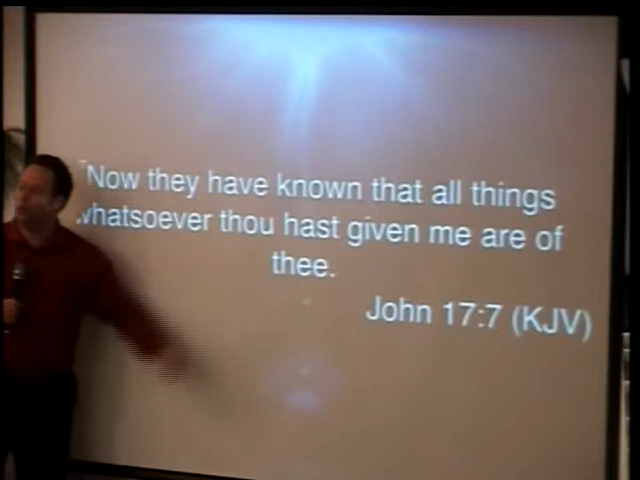 "Now they have known that all things
whatsoever thou hast given me are of
thee.
John 17:7 (KJV)